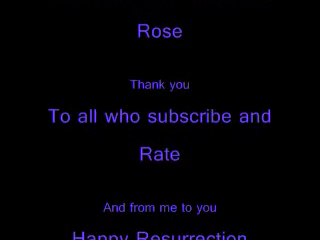 Rose
Thank you
To all who subscribe and
Rate
And from me to you
Happy Resurrection